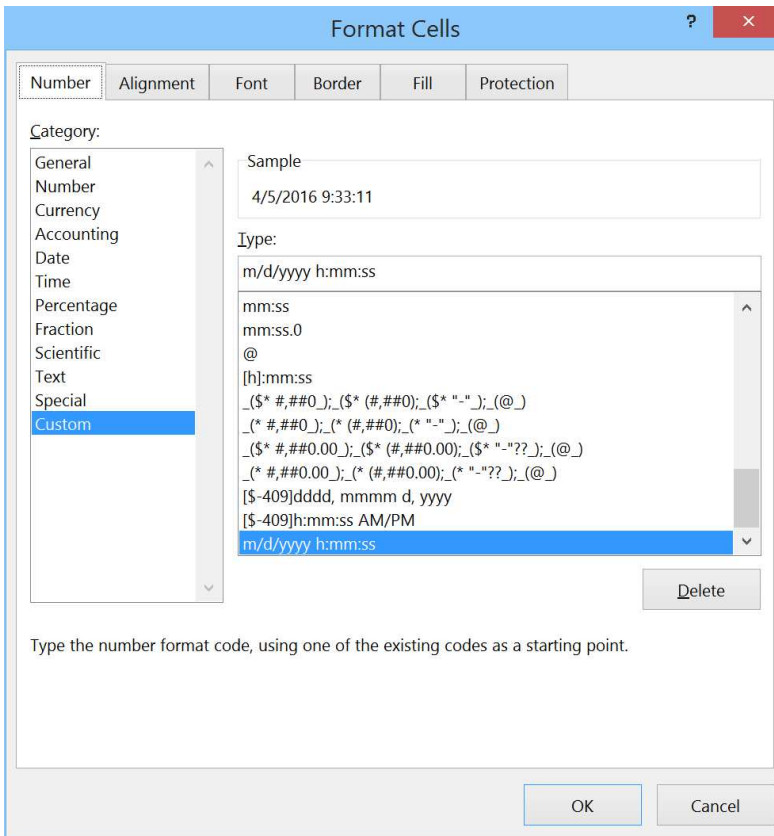 Format Cells
?
×
Number
Alignment
Font
Border
Fill
Protection
Category:
General
Number
Currency
Accounting
Date
Time
Percentage
Fraction
Scientific
Text
Special
Custom
Sample
4/5/2016 9:33:11
Type:
m/d/yyyy h:mm:ss
mm:ss
mm:ss.0
@
[h]:mm:ss
_($* #,##0_);_($* (#,##0);_($* "-"_);_(@_)
_(* #,##0_);_(* (#,##0);_(* "-"_);_(@_)
_($* #,##0.00_);_($* (#,##0.00);_($* "-"??_);_(@_)
_(* #,##0.00_);_(* (#,##0.00);_(* "-"??_);_(@_)
[$-409]dddd, mmmm d, yyyy
[$-409]h:mm:ss AM/PM
m/d/yyyy h:mm:ss
Delete
Type the number format code, using one of the existing codes as a starting point.
OK
Cancel